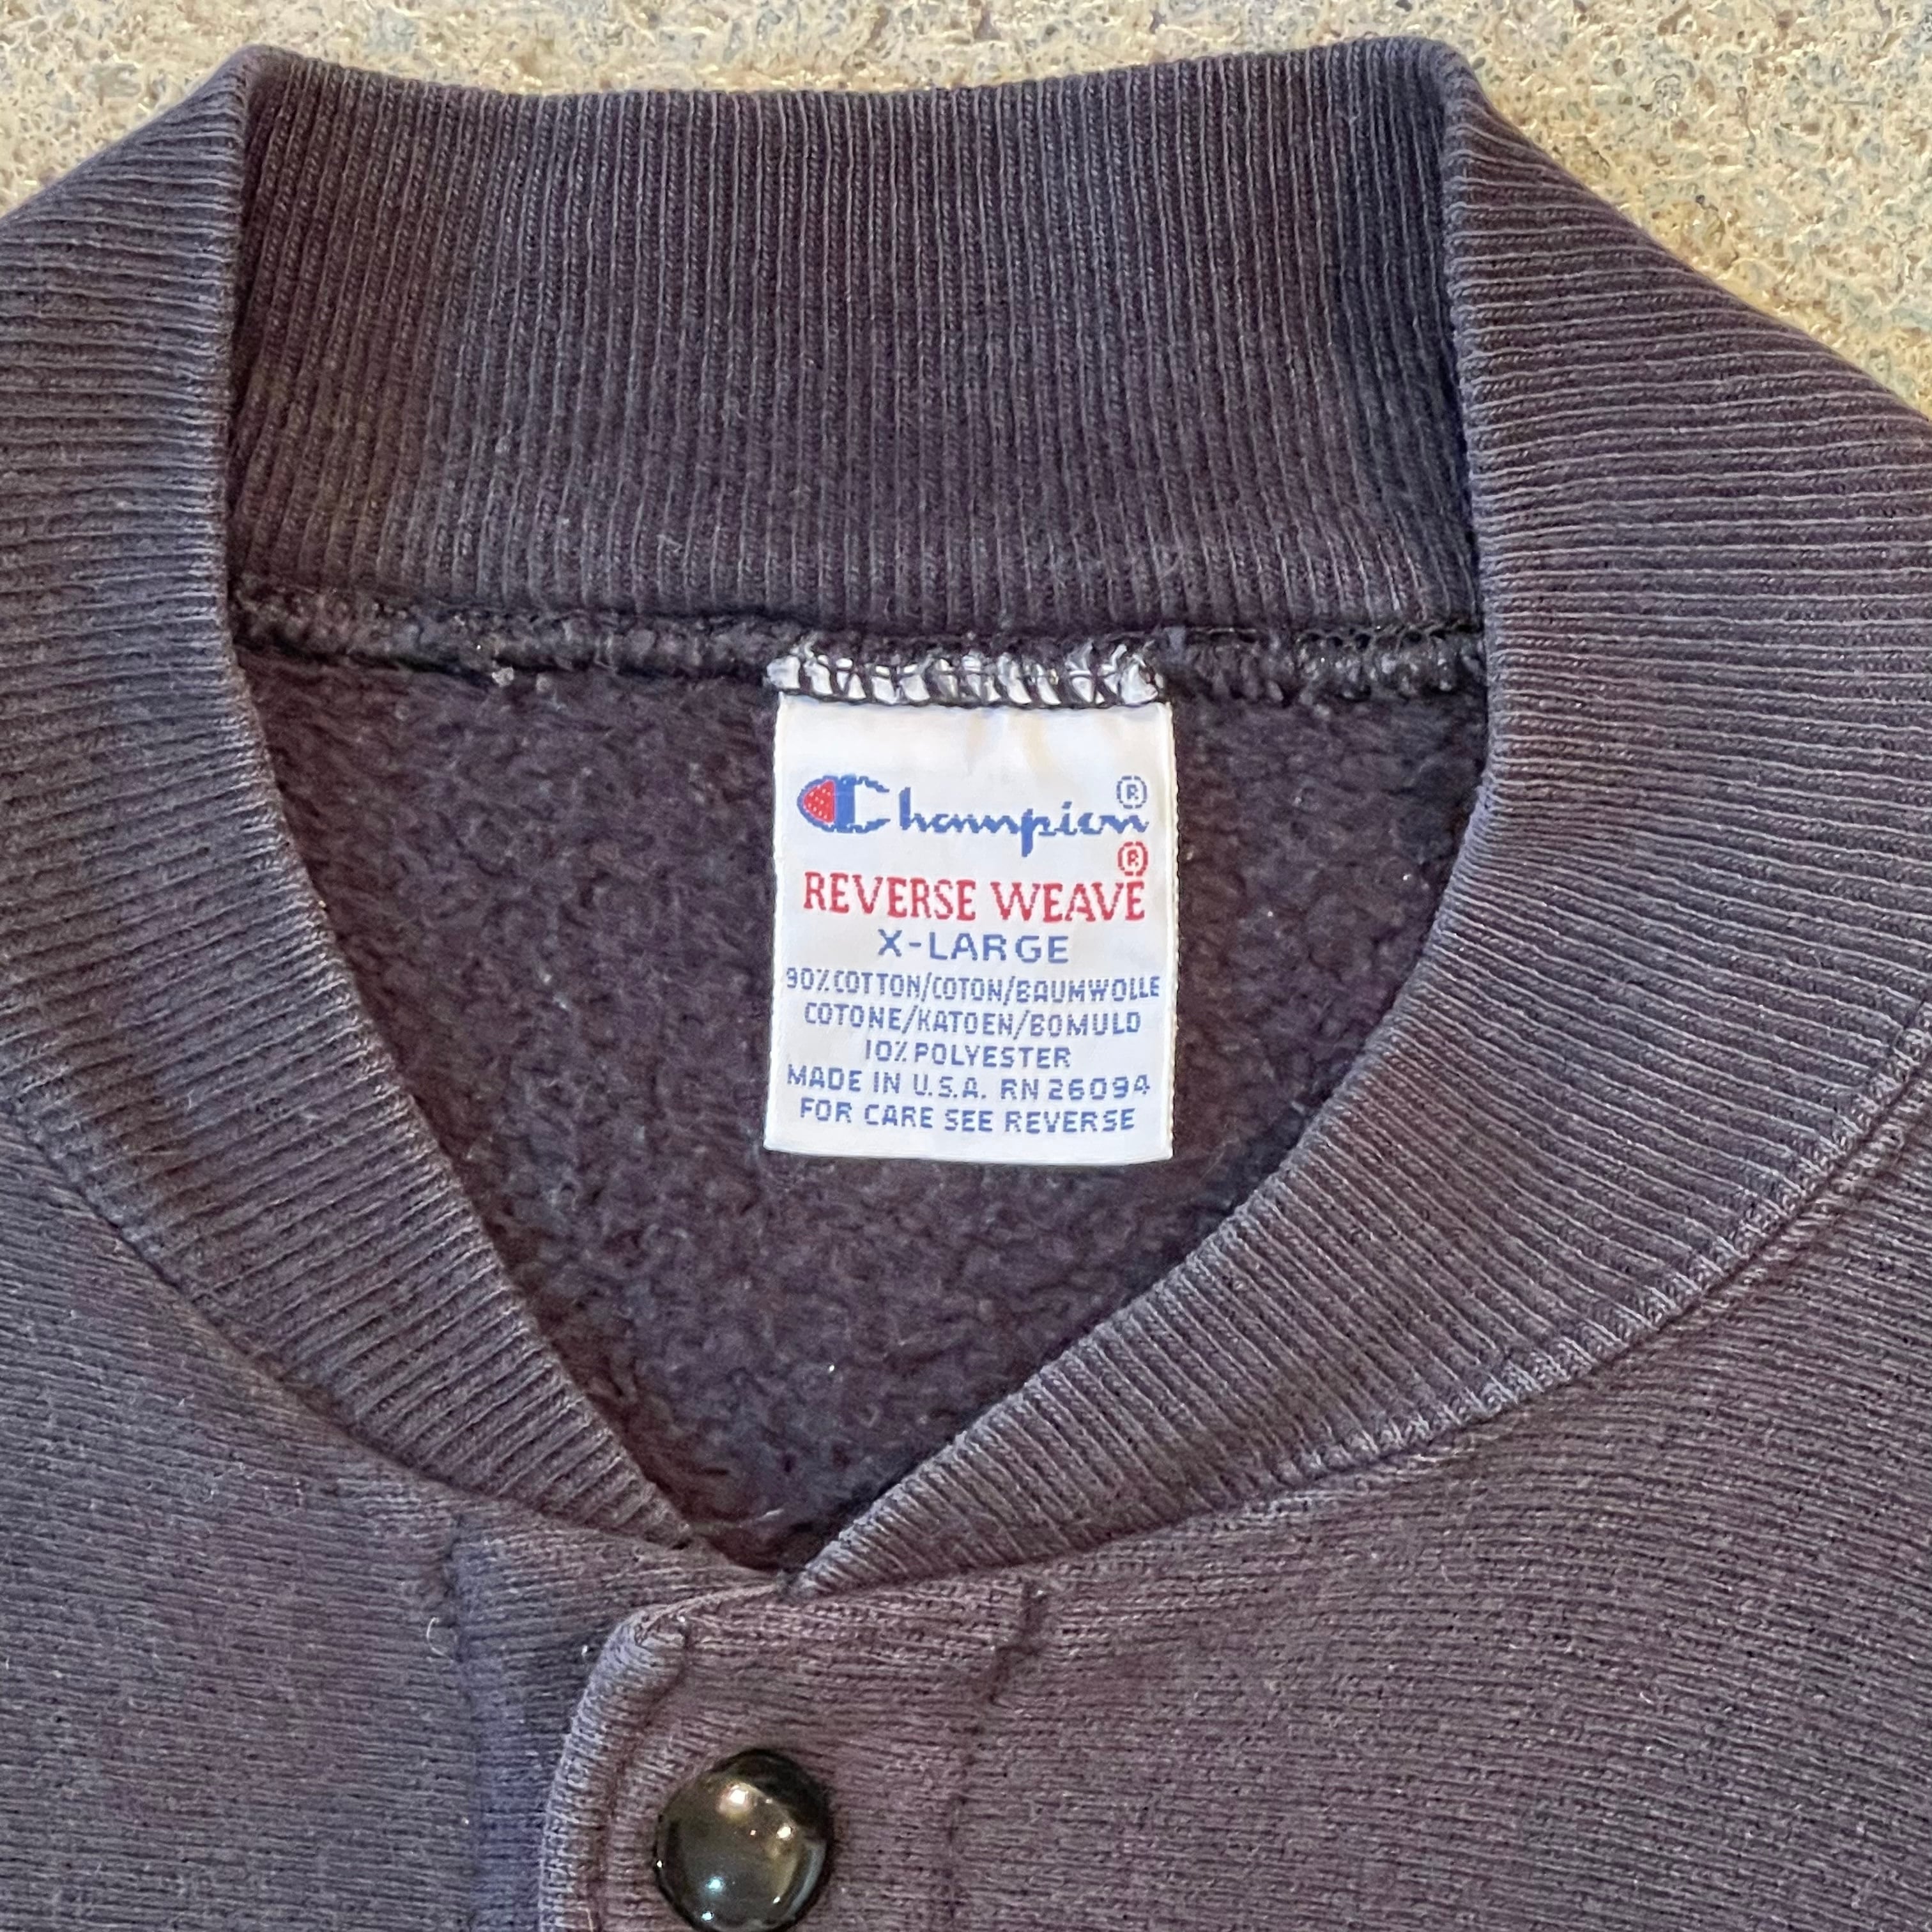 Champion®
REVERSE WEAVE®
X-LARGE
90% COTTON/COTON/BAUMWOLLE
COTONE/KATOEN/BOMULD
10% POLYESTER
MADE IN U.S.A. RN 26094
FOR CARE SEE REVERSE